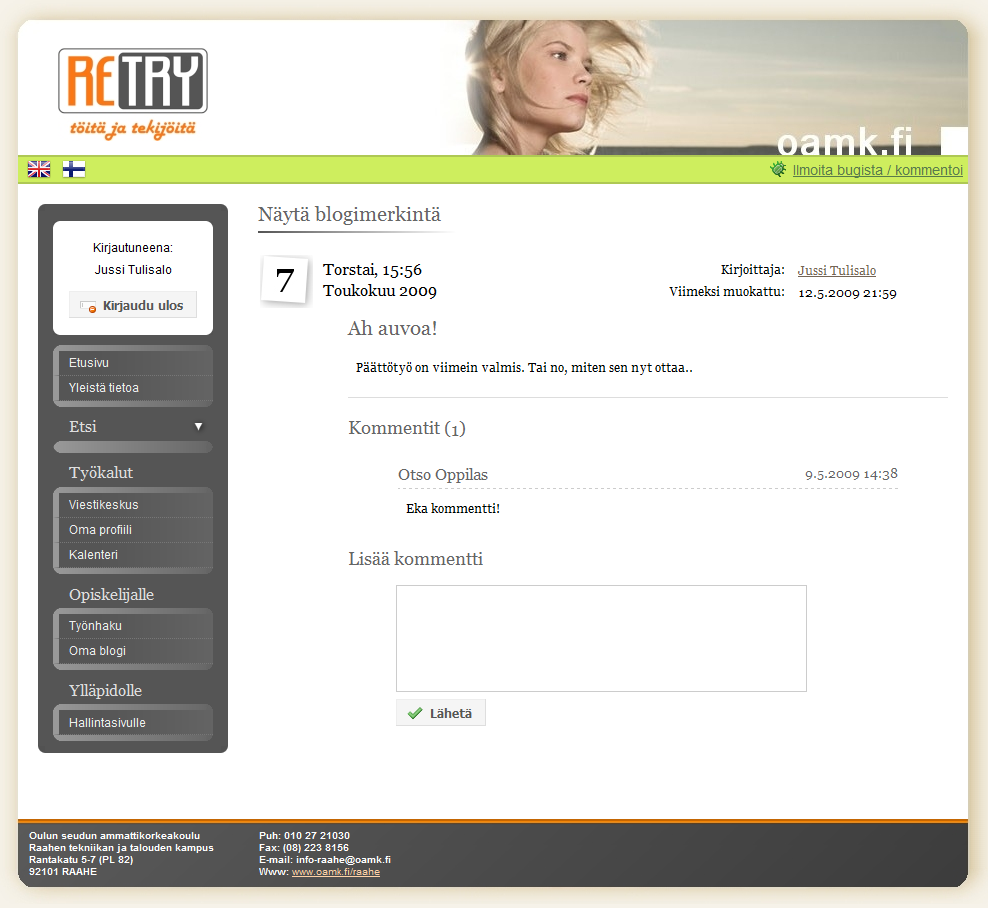 RETRY
töitä ja tekijöitä
oamk.fi
Ilmoita bugista / kommentoi
Kirjautuneena:
Jussi Tulisalo
Kirjaudu ulos
Etusivu
Yleistä tietoa
Etsi
Työkalut
Viestikeskus
Oma profiili
Kalenteri
Opiskelijalle
Työnhaku
Oma blogi
Ylläpidolle
Hallintasivulle
Näytä blogimerkintä
7
Torstai, 15:56
Toukokuu 2009
Kirjoittaja: Jussi Tulisalo
Viimeksi muokattu: 12.5.2009 21:59
Ah auvoa!
Päättötyö on viimein valmis. Tai no, miten sen nyt ottaa..
Kommentit (1)
Otso Oppilas 9.5.2009 14:38
Eka kommentti!
Lisää kommentti
Lähetä
Oulun seudun ammattikorkeakoulu
Raahen tekniikan ja talouden kampus
Rantakatu 5-7 (PL 82)
92101 RAAHE
Puh: 010 27 21030
Fax: (08) 223 8156
E-mail: info-raahe@oamk.fi
Www: www.oamk.fi/raahe